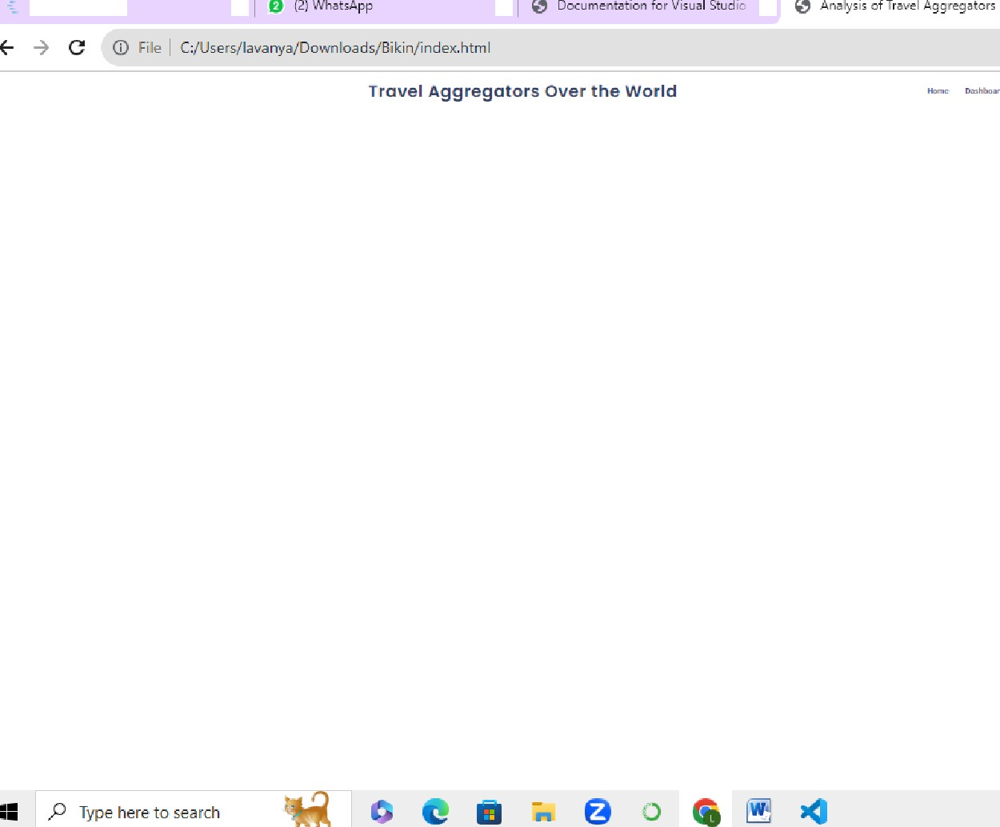 2 (2) WhatsApp
Documentation for Visual Studio
Analysis of Travel Aggregators
File C:/Users/lavanya/Downloads/Bikin/index.html
Travel Aggregators Over the World
Home Dashboar
Type here to search
L